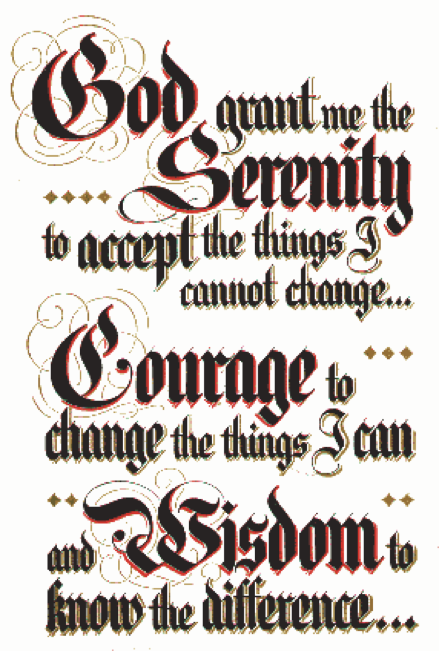 God grant me the
Serenity
to accept the things I
cannot change...
Courage to
change the things I can
and Wisdom to
know the difference...